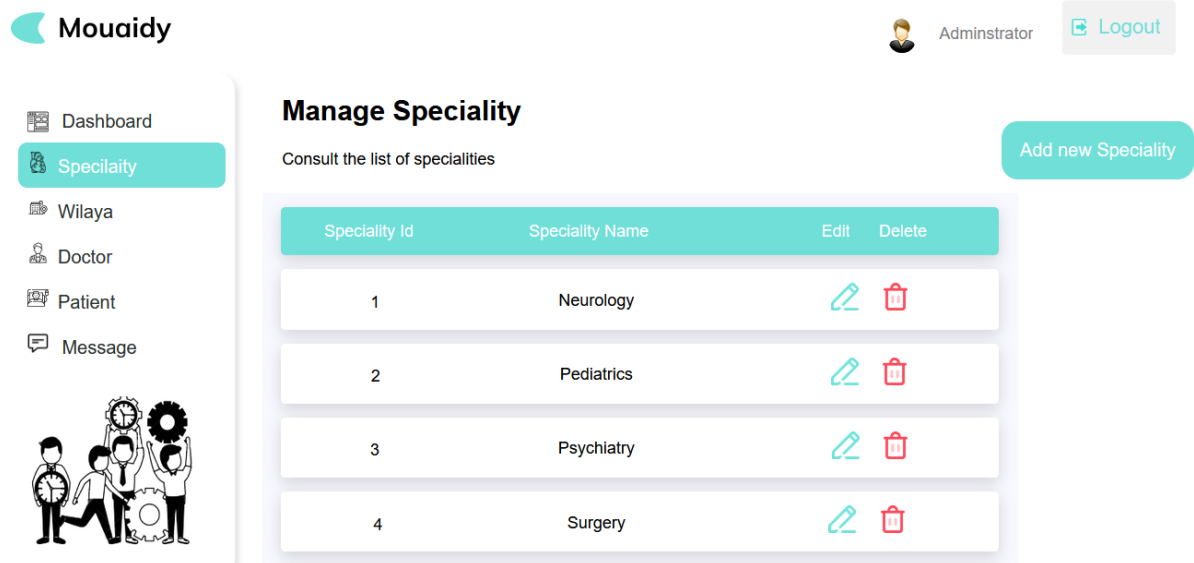 Mouaidy
Adminstrator
Logout
Dashboard
Specilaity
Wilaya
Doctor
Patient
Message
Manage Speciality
Consult the list of specialities
Add new Speciality
Speciality Id Speciality Name Edit Delete
1 Neurology
2 Pediatrics
3 Psychiatry
4 Surgery